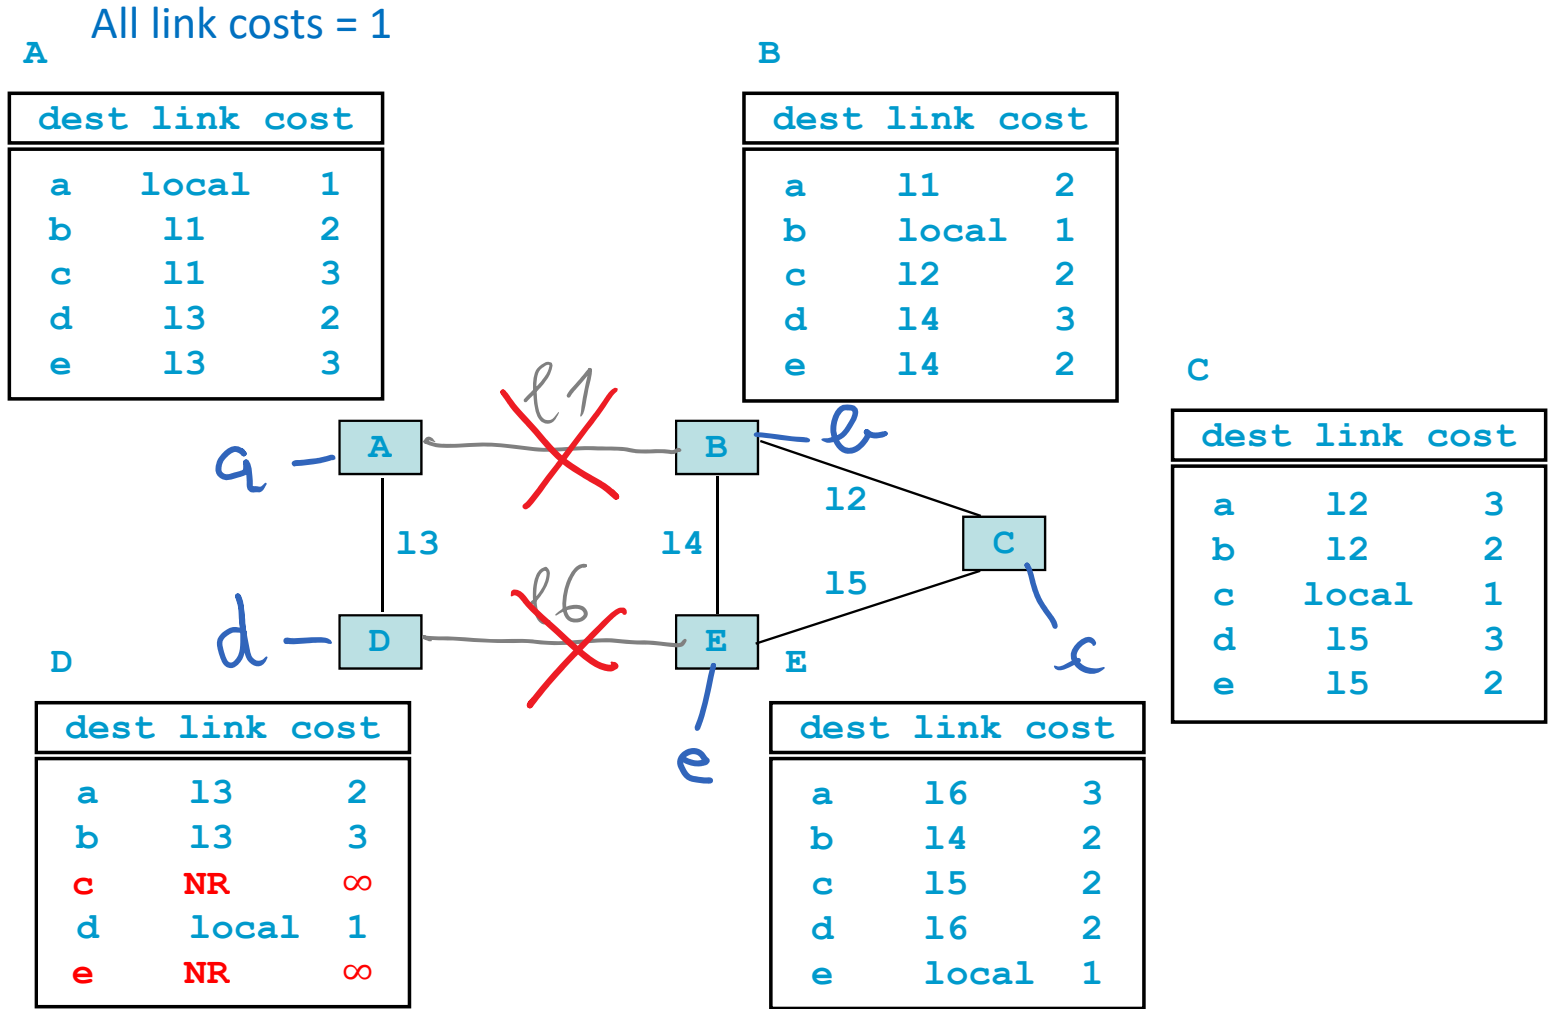 All link costs = 1
A
dest link cost
a local 1
b l1 2
c l1 3
d l3 2
e l3 3
B
dest link cost
a l1 2
b local 1
c l2 2
d l4 3
e l4 2
C
dest link cost
a l2 3
b l2 2
c local 1
d l5 3
e l5 2
l1
a
A
B
b
l2
C
l3
l4
l5
c
l6
d
D
E
e
D
dest link cost
a l3 2
b l3 3
c NR ∞
d local 1
e NR ∞
E
dest link cost
a l6 3
b l4 2
c l5 2
d l6 2
e local 1